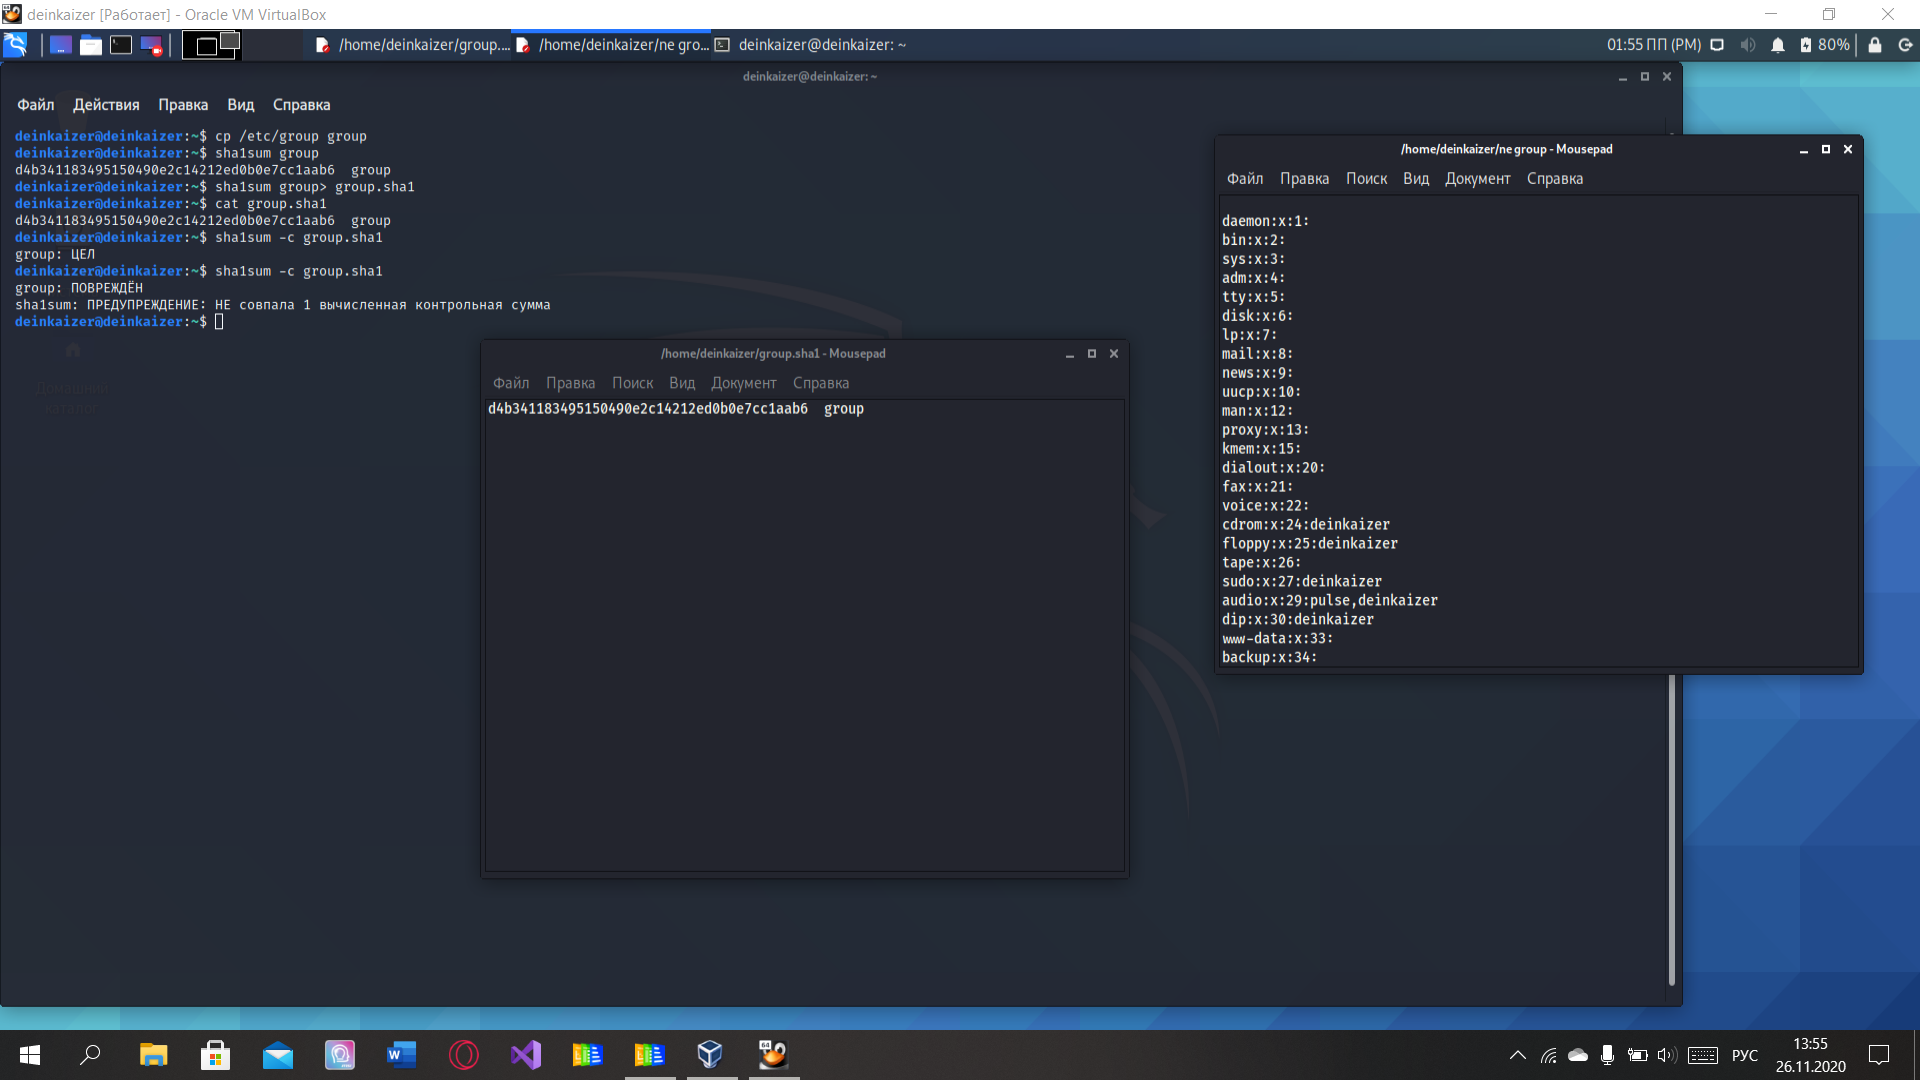 deinkaizer [Работает] - Oracle VM VirtualBox
/home/deinkaizer/group....
/home/deinkaizer/ne gro...
deinkaizer@deinkaizer: ~
01:55 ПП (PM)
80%
deinkaizer@deinkaizer: ~
Файл Действия Правка Вид Справка
deinkaizer@deinkaizer:~$ cp /etc/group group
deinkaizer@deinkaizer:~$ sha1sum group
d4b341183495150490e2c14212ed0b0e7cc1aab6  group
deinkaizer@deinkaizer:~$ sha1sum group> group.sha1
deinkaizer@deinkaizer:~$ cat group.sha1
d4b341183495150490e2c14212ed0b0e7cc1aab6  group
deinkaizer@deinkaizer:~$ sha1sum -c group.sha1
group: ЦЕЛ
deinkaizer@deinkaizer:~$ sha1sum -c group.sha1
group: ПОВРЕЖДЁН
sha1sum: ПРЕДУПРЕЖДЕНИЕ: НЕ совпала 1 вычисленная контрольная сумма
deinkaizer@deinkaizer:~$
Домашний
каталог
/home/deinkaizer/group.sha1 - Mousepad
Файл Правка Поиск Вид Документ Справка
d4b341183495150490e2c14212ed0b0e7cc1aab6  group
/home/deinkaizer/ne group - Mousepad
Файл Правка Поиск Вид Документ Справка
daemon:x:1:
bin:x:2:
sys:x:3:
adm:x:4:
tty:x:5:
disk:x:6:
lp:x:7:
mail:x:8:
news:x:9:
uucp:x:10:
man:x:12:
proxy:x:13:
kmem:x:15:
dialout:x:20:
fax:x:21:
voice:x:22:
cdrom:x:24:deinkaizer
floppy:x:25:deinkaizer
tape:x:26:
sudo:x:27:deinkaizer
audio:x:29:pulse,deinkaizer
dip:x:30:deinkaizer
www-data:x:33:
backup:x:34:
РУС
13:55
26.11.2020